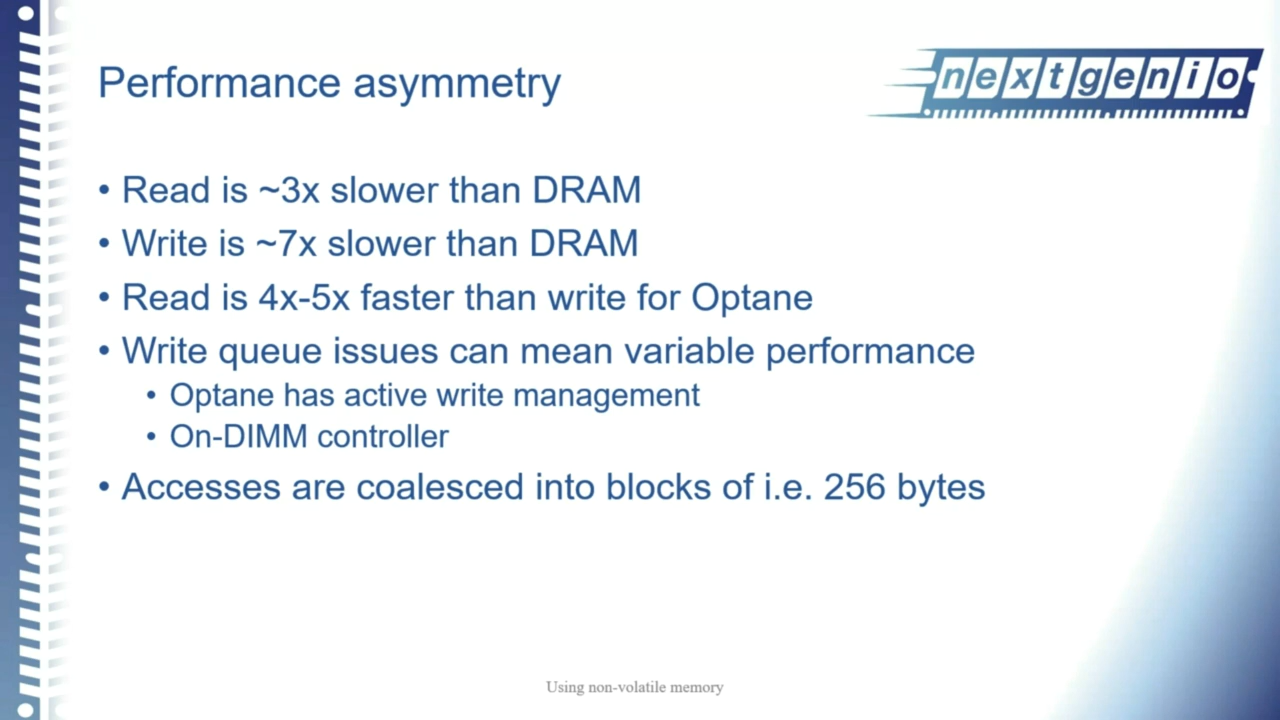 Performance asymmetry
nextgenio
• Read is ~3x slower than DRAM
• Write is ~7x slower than DRAM
• Read is 4x-5x faster than write for Optane
• Write queue issues can mean variable performance
• Optane has active write management
• On-DIMM controller
• Accesses are coalesced into blocks of i.e. 256 bytes
Using non-volatile memory